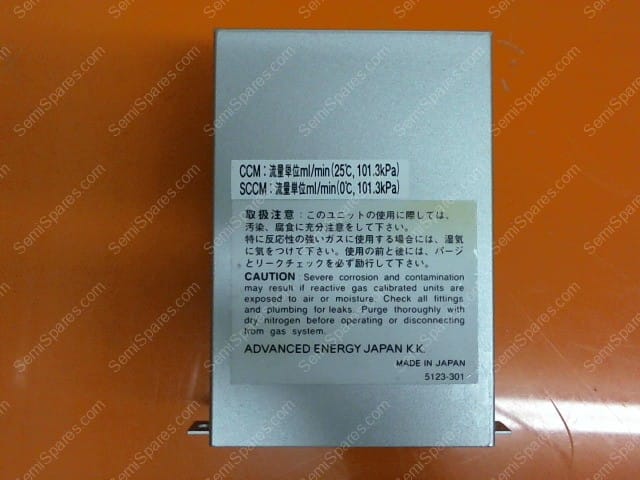 CCM：流量単位ml/min(25℃, 101.3kPa)
SCCM：流量単位ml/min(0℃, 101.3kPa)
取扱注意：このユニットの使用に際しては、
汚染、腐食に充分注意をして下さい。
特に反応性の強いガスに使用する場合には、湿気
に気をつけて下さい。使用の前と後には、パージ
とリークチェックを必ず励行して下さい。
CAUTION Severe corrosion and contamination
may result if reactive gas calibrated units are
exposed to air or moisture. Check all fittings
and plumbing for leaks. Purge thoroughly with
dry nitrogen before operating or disconnecting
from gas system.
ADVANCED ENERGY JAPAN K.K.
MADE IN JAPAN
5123-301
SemiSpares.com